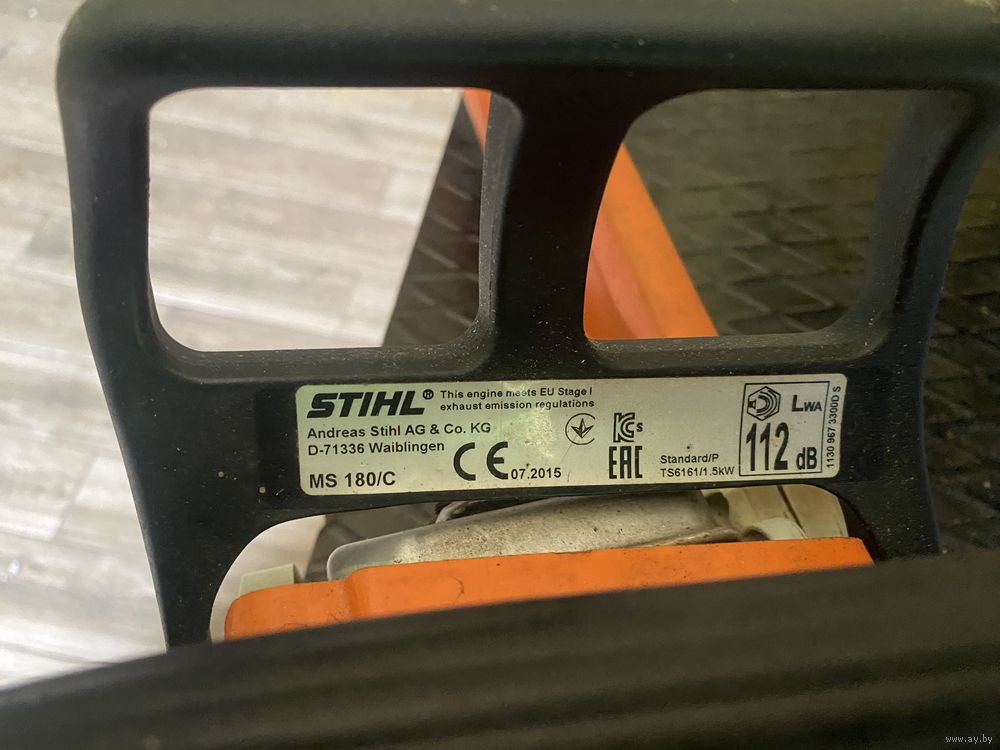 STIHL® This engine meets EU Stage I
exhaust emission regulations
Andreas Stihl AG & Co. KG
D-71336 Waiblingen
MS 180/C
CE 07.2015
S
EAC
Standard/P
TS6161/1.5kW
LWA
112 dB
1130 967 3300D S
www.ay.by